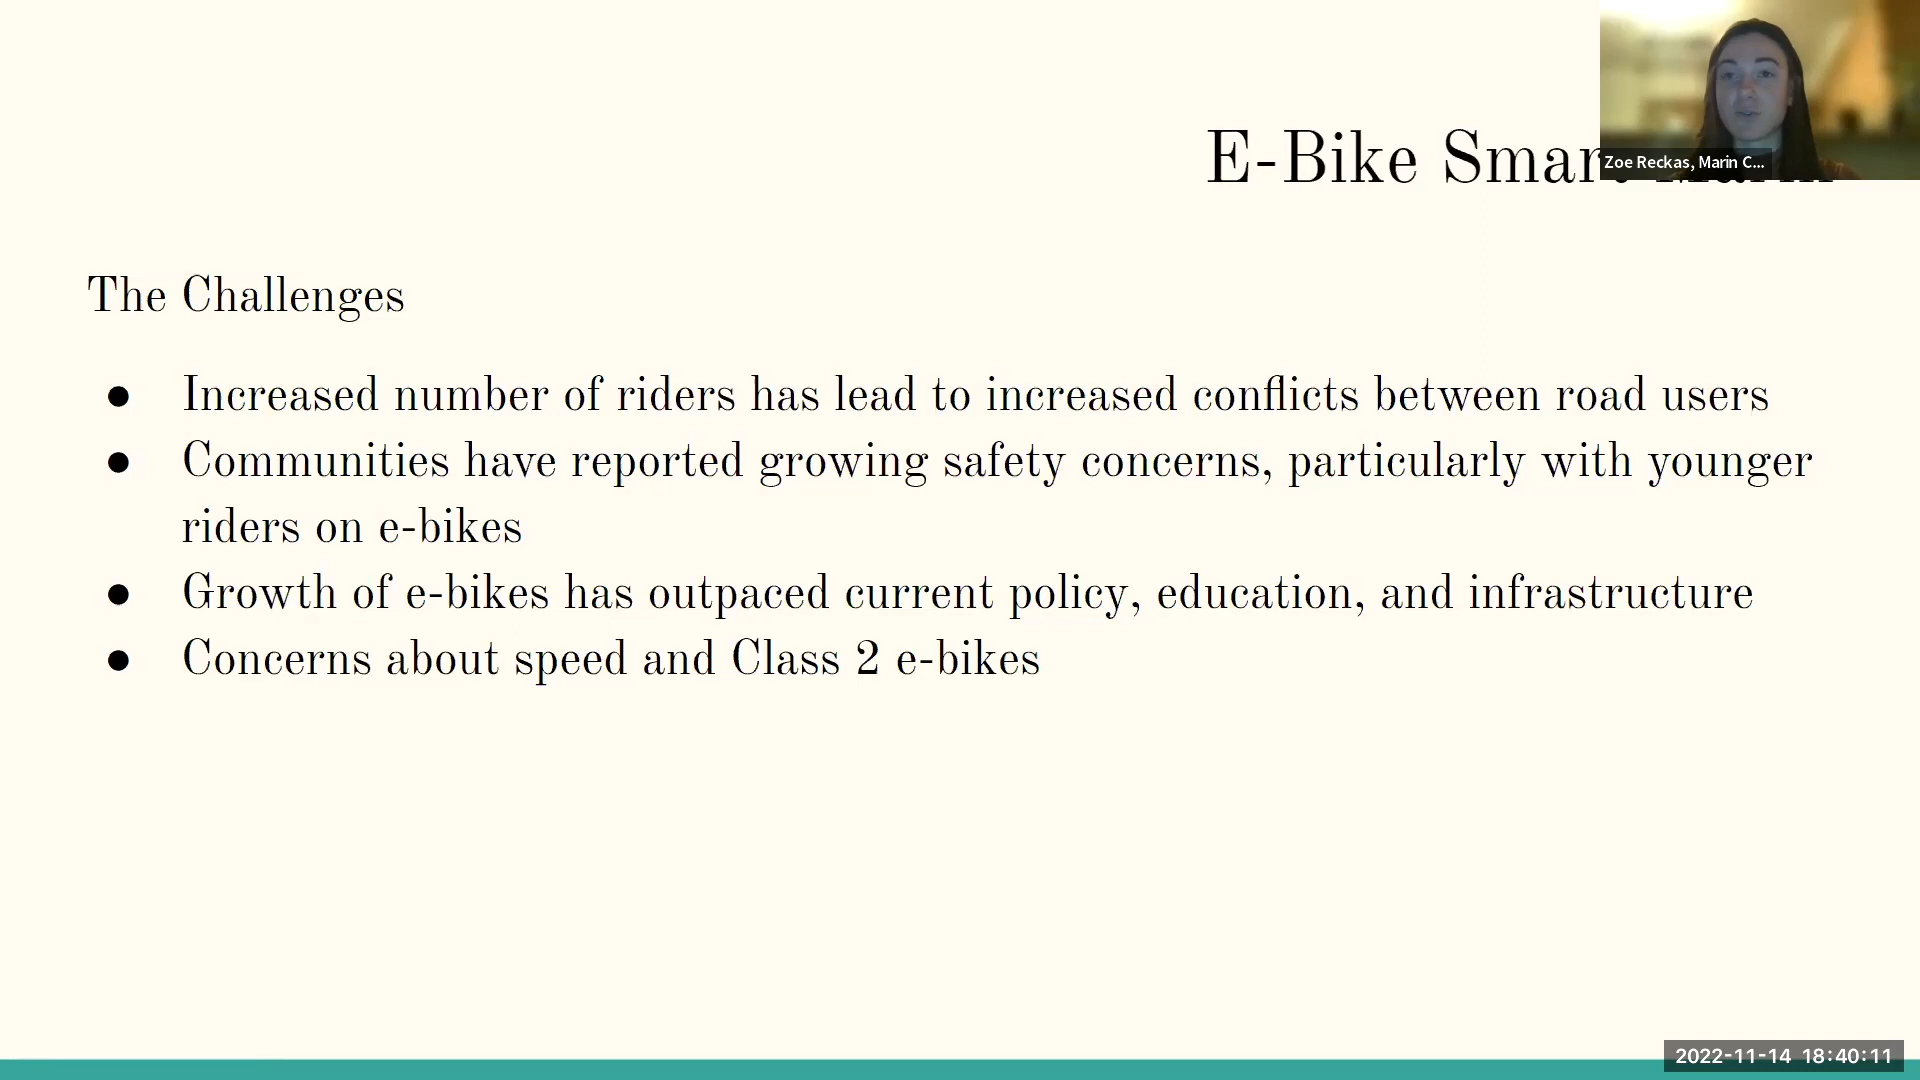 E-Bike Smart Marin
Zoe Reckas, Marin C...
The Challenges
● Increased number of riders has lead to increased conflicts between road users
● Communities have reported growing safety concerns, particularly with younger
riders on e-bikes
● Growth of e-bikes has outpaced current policy, education, and infrastructure
● Concerns about speed and Class 2 e-bikes
2022-11-14 18:40:11